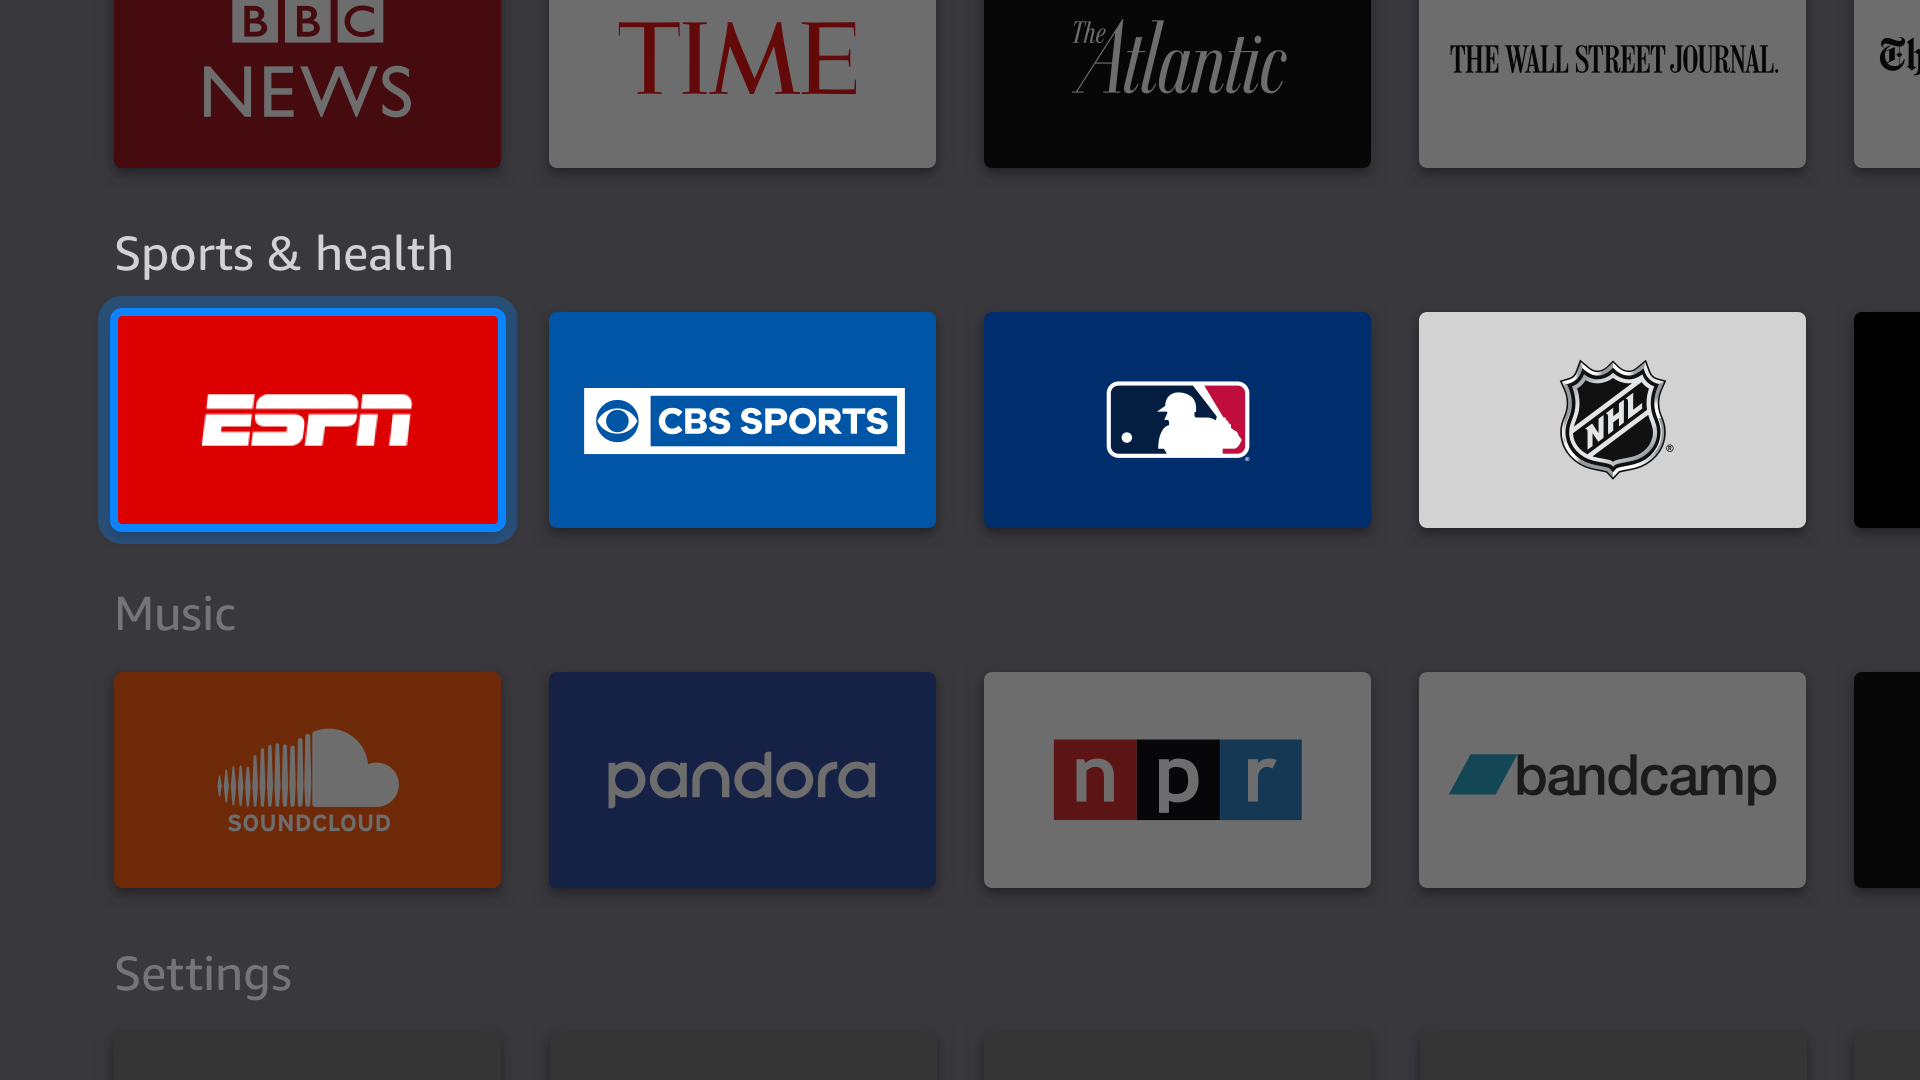 BBC
NEWS
TIME
The
Atlantic
THE WALL STREET JOURNAL.
Sports & health
ESPN
CBS SPORTS
NHL
®
Music
SOUNDCLOUD
pandora
npr
bandcamp
Settings